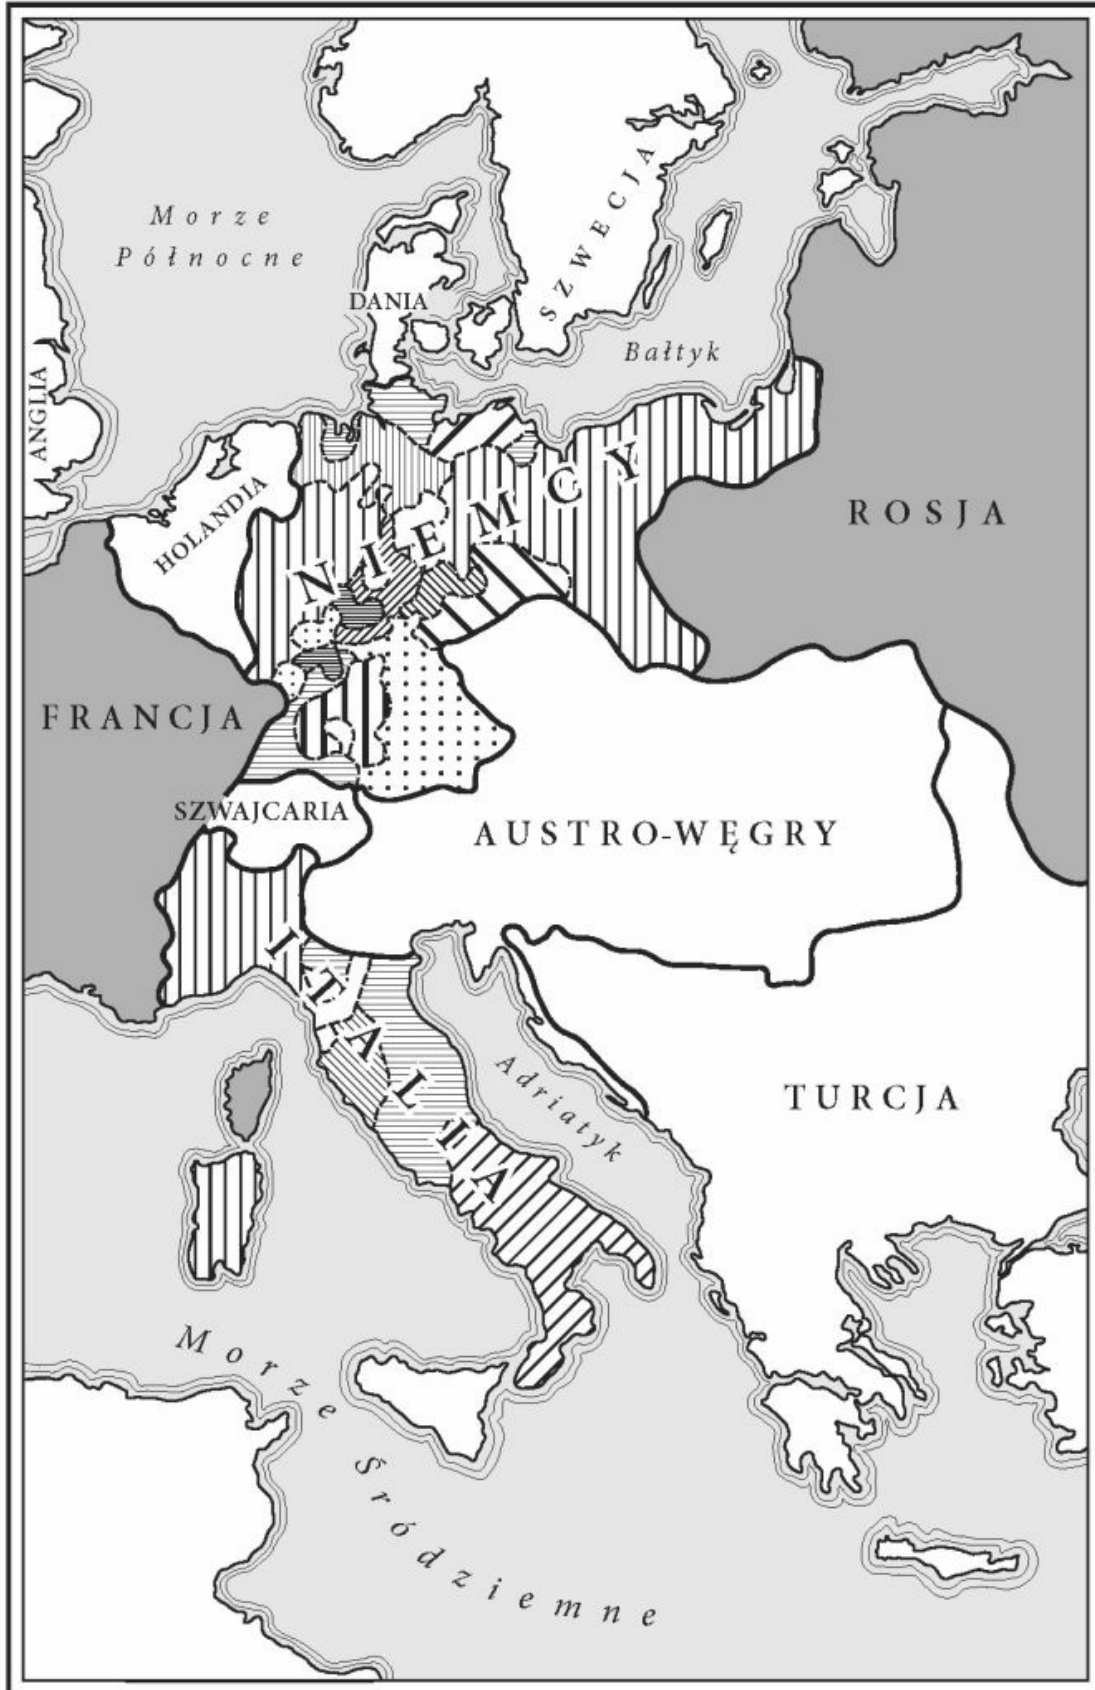 Morze
Północne
SZWECJA
DANIA
Bałtyk
ANGLIA
HOLANDIA
NIEMCY
ROSJA
FRANCJA
SZWAJCARIA
AUSTRO-WĘGRY
ITALIA
Adriatyk
TURCJA
Morze Śródziemne